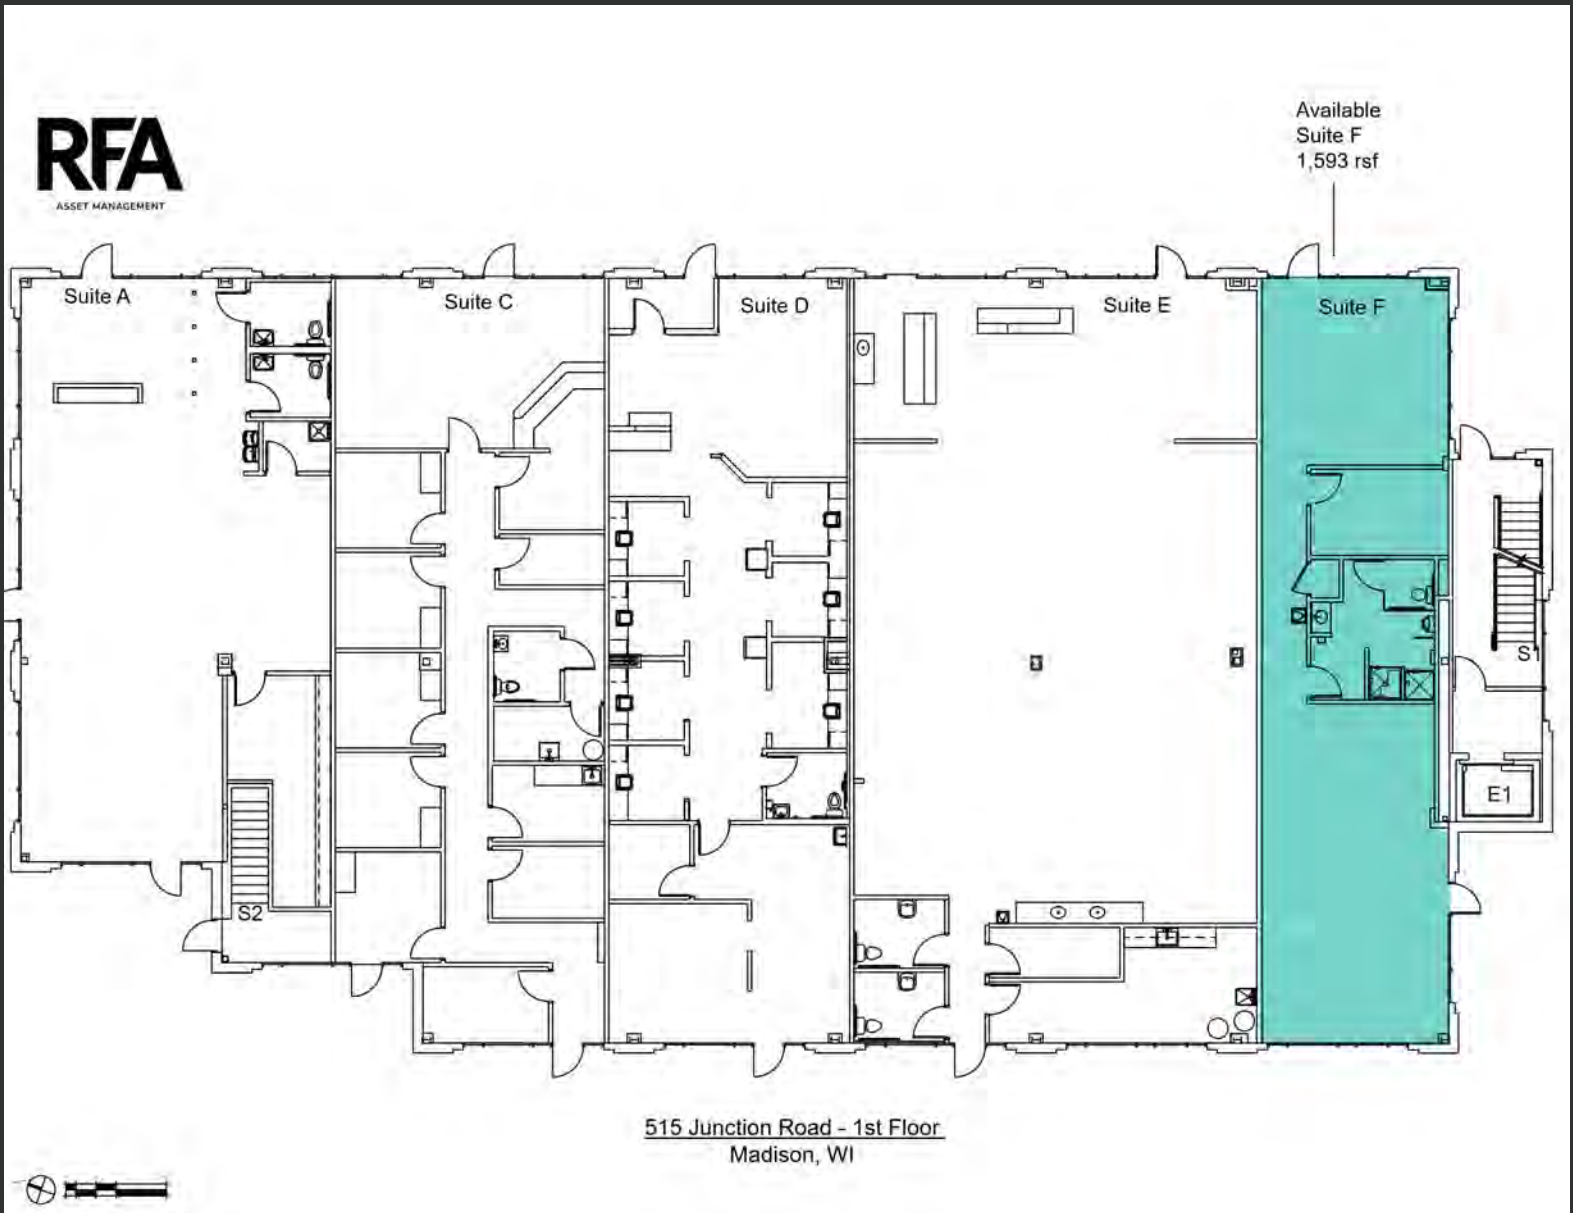 Available
Suite F
1,593 rsf
RFA
ASSET MANAGEMENT
Suite A
Suite C
Suite D
Suite E
Suite F
S1
E1
S2
515 Junction Road - 1st Floor
Madison, WI